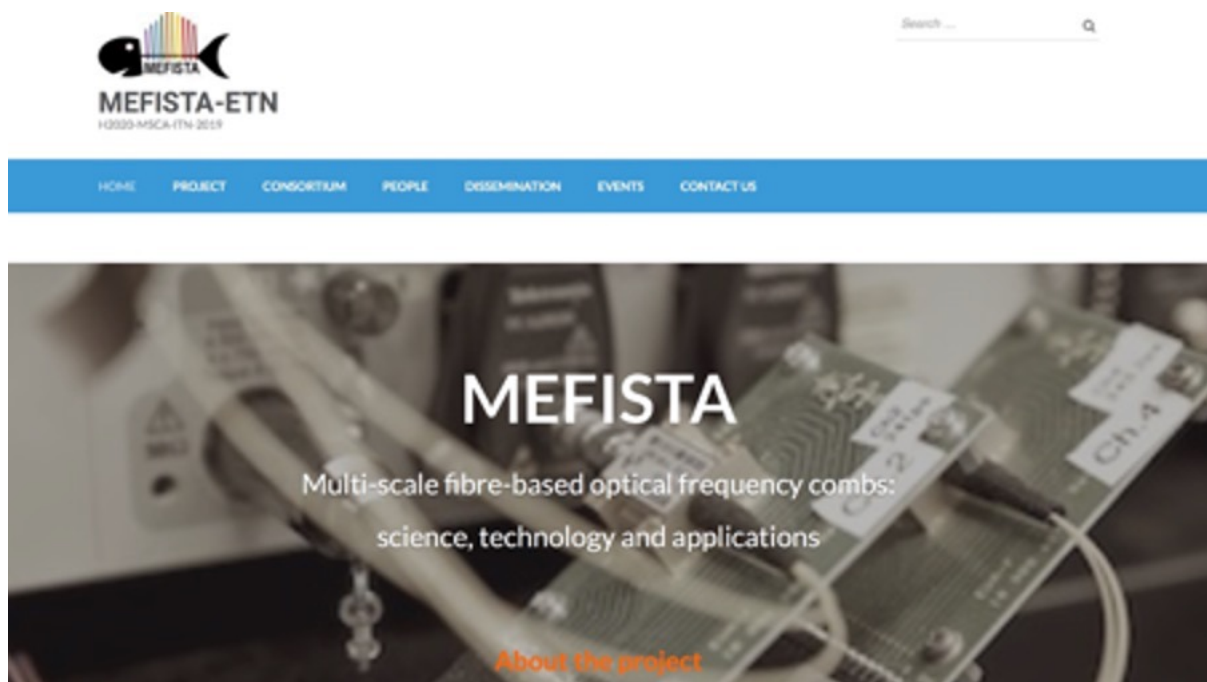 MEFISTA
MEFISTA-ETN
H2020-MSCA-ITN-2019
Search ...
HOME PROJECT CONSORTIUM PEOPLE DISSEMINATION EVENTS CONTACT US
MEFISTA
Multi-scale fibre-based optical frequency combs:
science, technology and applications
Ch.2
Ch.4
About the project